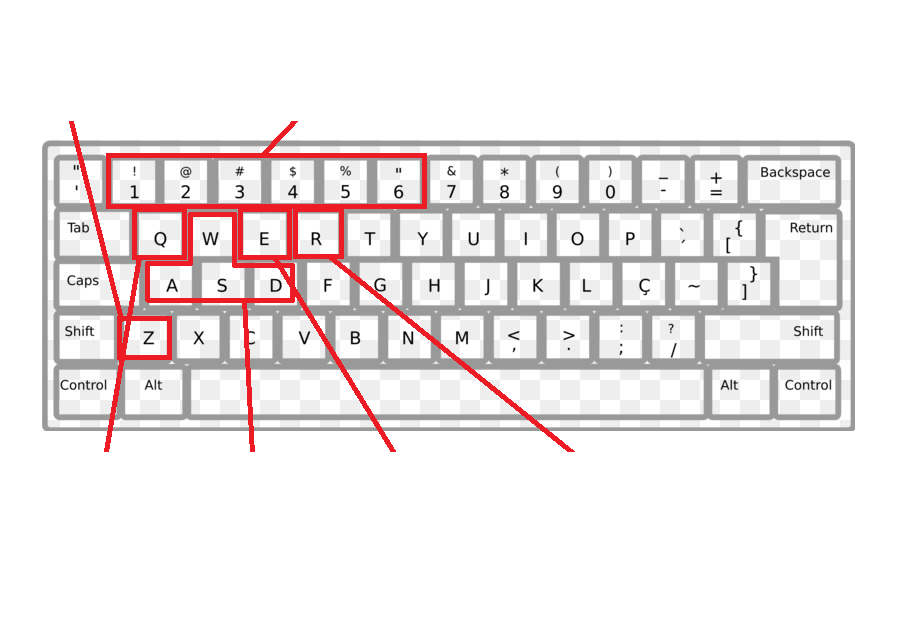 " ! @ # $ % " & * ( ) _ + Backspace
' 1 2 3 4 5 6 7 8 9 0 - =
Tab Q W E R T Y U I O P ` { [ Return
Caps A S D F G H J K L Ç ~ } ]
Shift Z X C V B N M < , > . : ; ? / Shift
Control Alt Alt Control